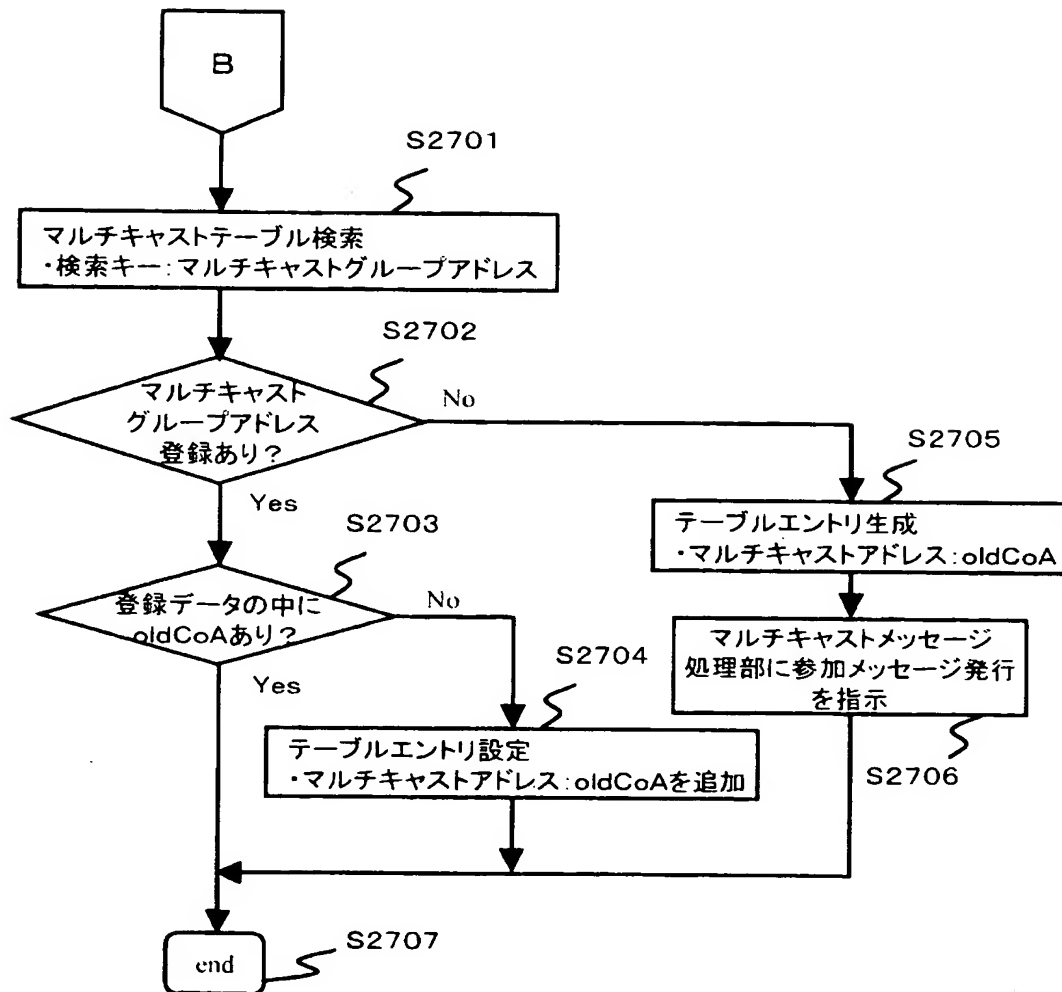 B
S2701
マルチキャストテーブル検索
・検索キー:マルチキャストグループアドレス
S2702
マルチキャスト
グループアドレス
登録あり?
No
Yes
S2705
テーブルエントリ生成
・マルチキャストアドレス:oldCoA
S2703
登録データの中に
oldCoAあり?
No
Yes
S2704
テーブルエントリ設定
・マルチキャストアドレス:oldCoAを追加
マルチキャストメッセージ
処理部に参加メッセージ発行
を指示
S2706
end
S2707